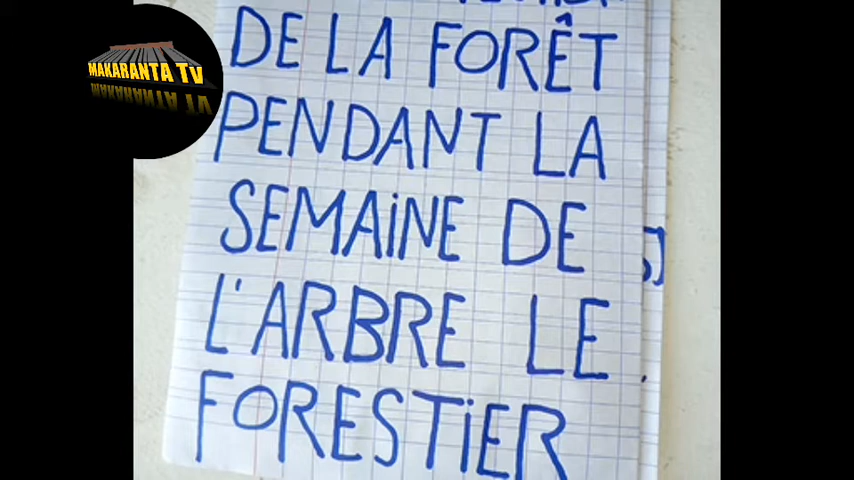 MAKARANTA TV
DE LA FORÊT
PENDANT LA
SEMAINE DE
L'ARBRE LE
FORESTIER